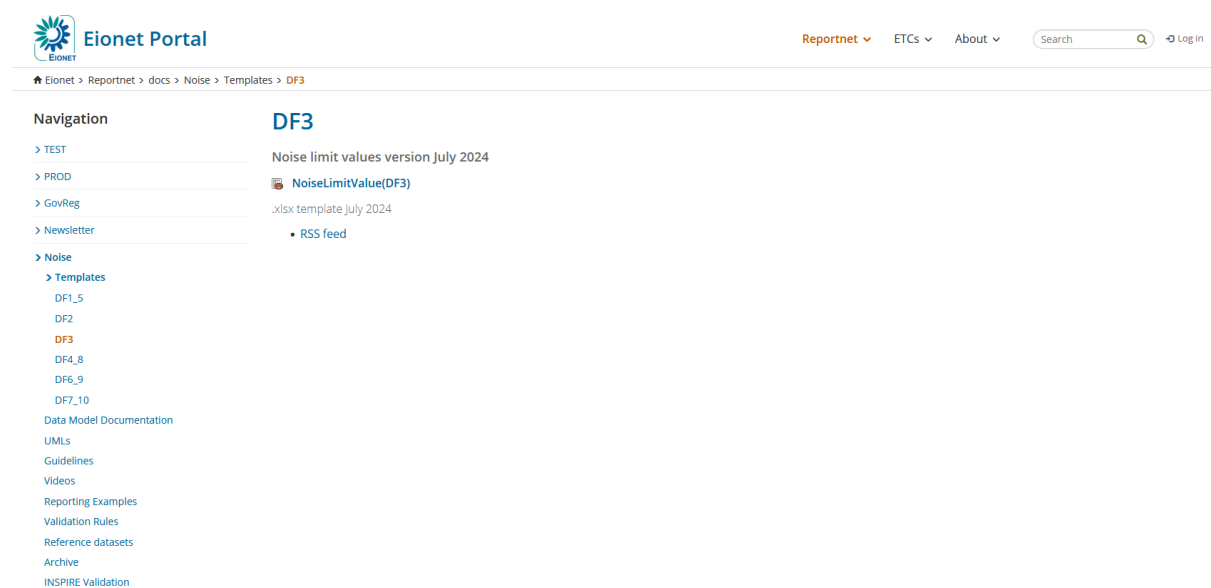 Eionet Portal
EIONET
Reportnet
ETCs
About
Search
Log in
Eionet > Reportnet > docs > Noise > Templates > DF3
Navigation
> TEST
> PROD
> GovReg
> Newsletter
> Noise
> Templates
DF1_5
DF2
DF3
DF4_8
DF6_9
DF7_10
Data Model Documentation
UMLs
Guidelines
Videos
Reporting Examples
Validation Rules
Reference datasets
Archive
INSPIRE Validation
DF3
Noise limit values version July 2024
NoiseLimitValue(DF3)
.xlsx template July 2024
• RSS feed